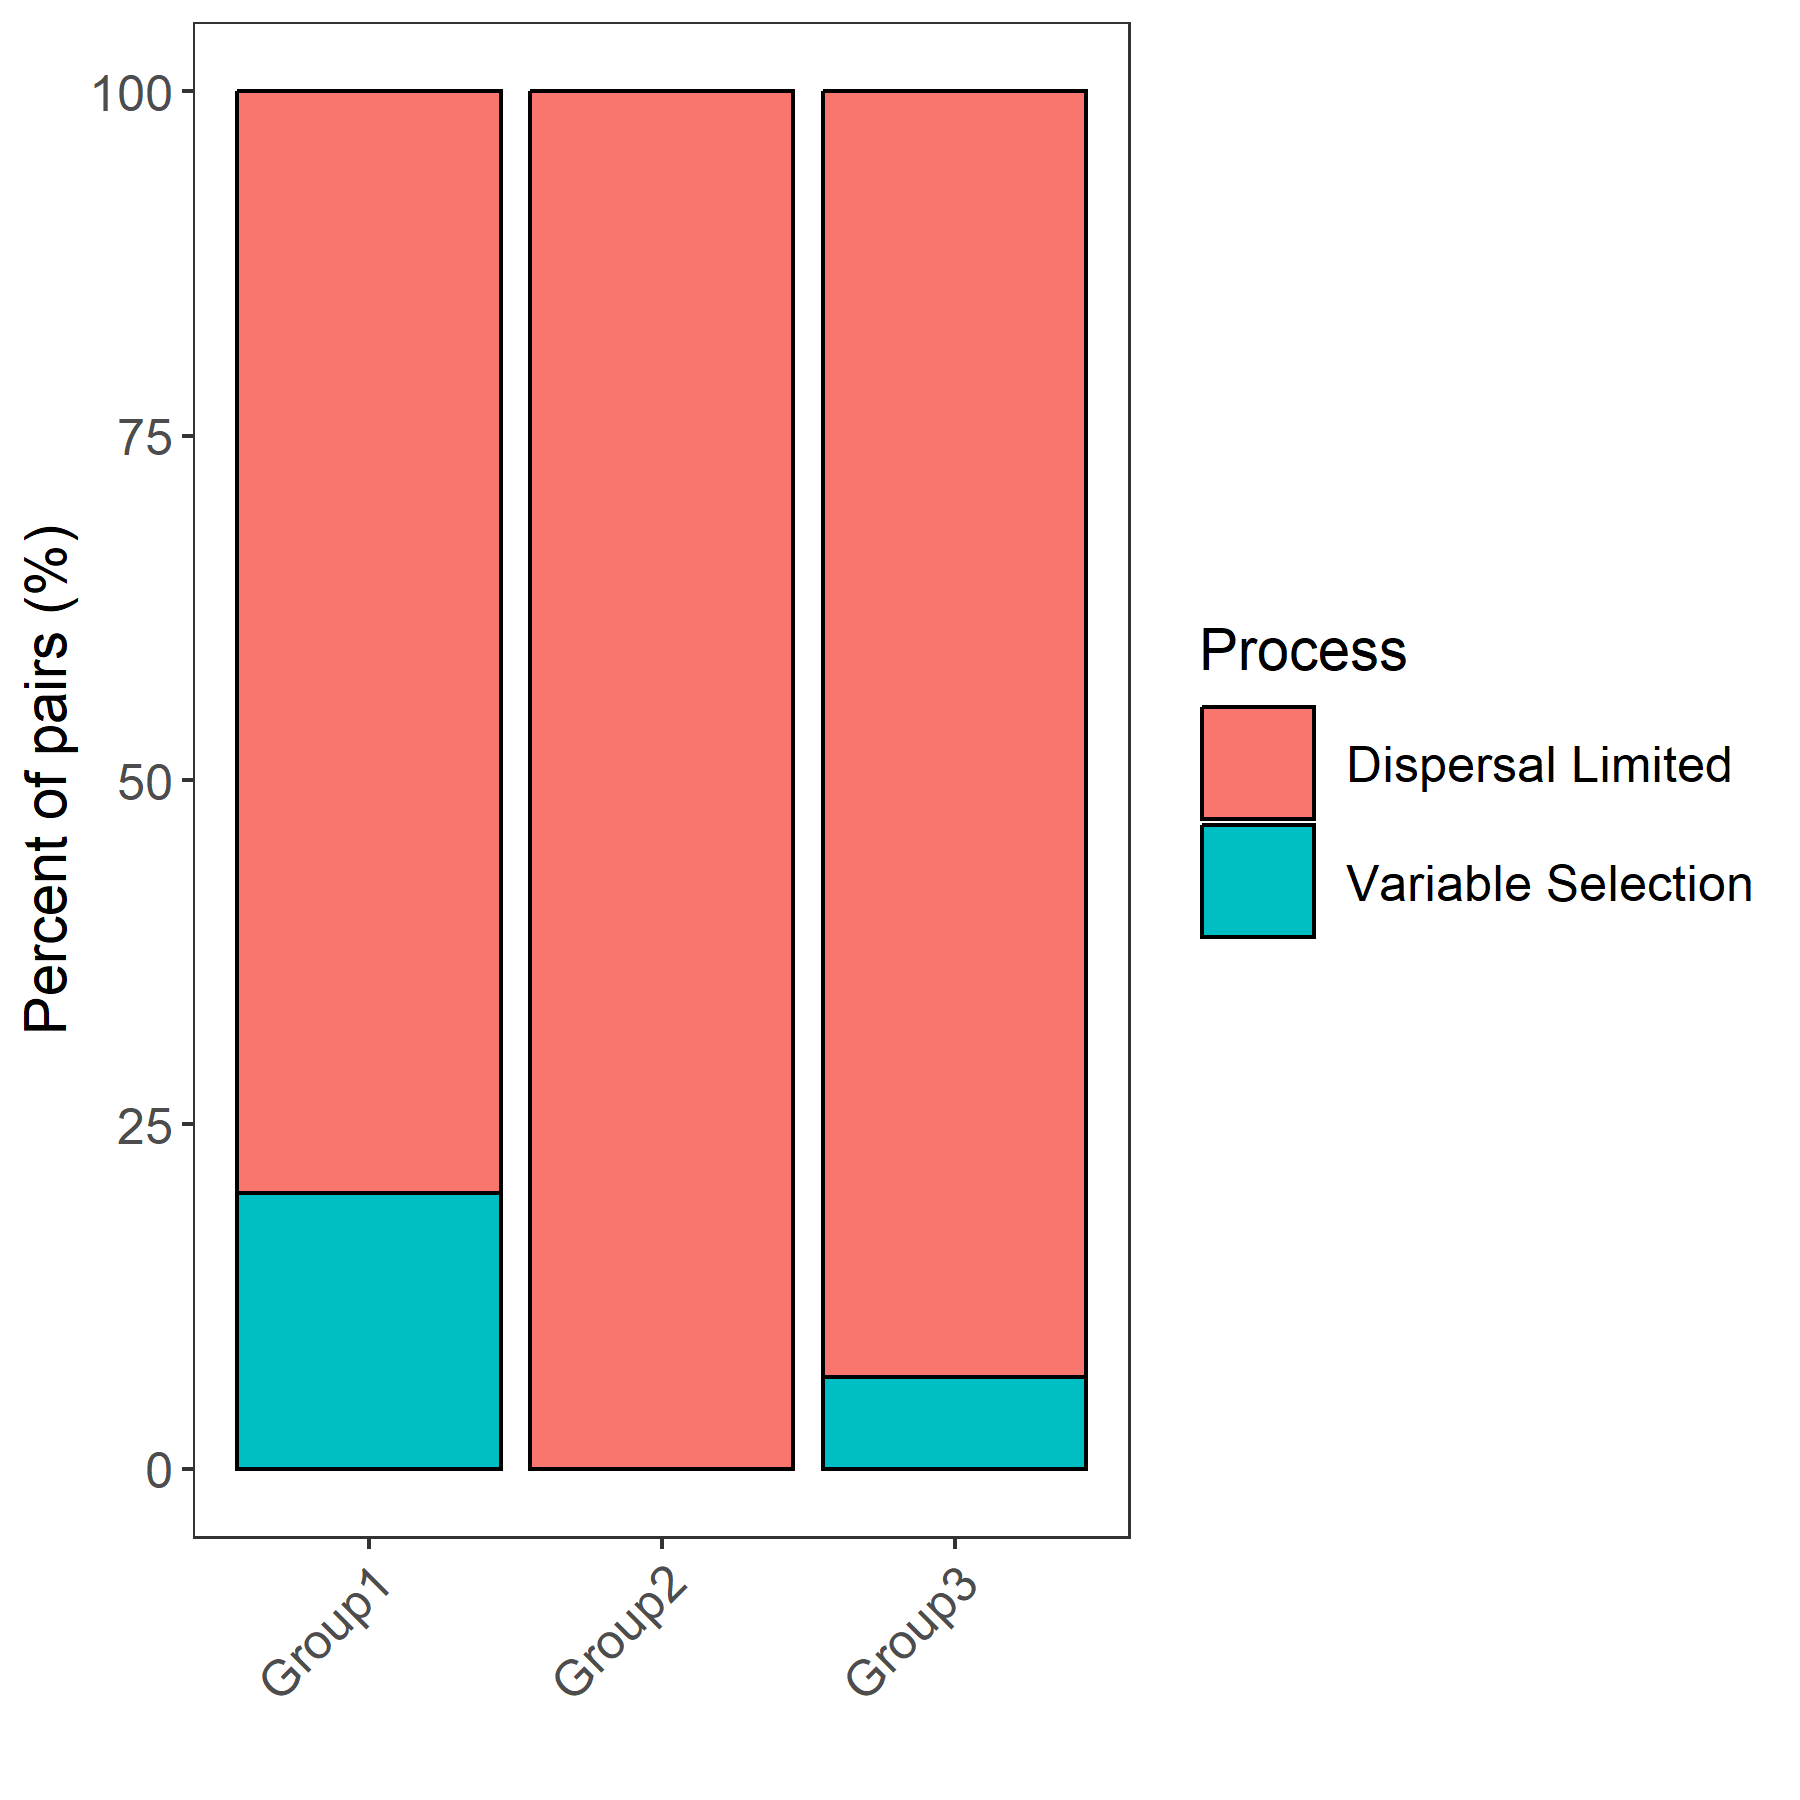 Percent of pairs (%)
100
75
50
25
0
Group1
Group2
Group3
Process
Dispersal Limited
Variable Selection